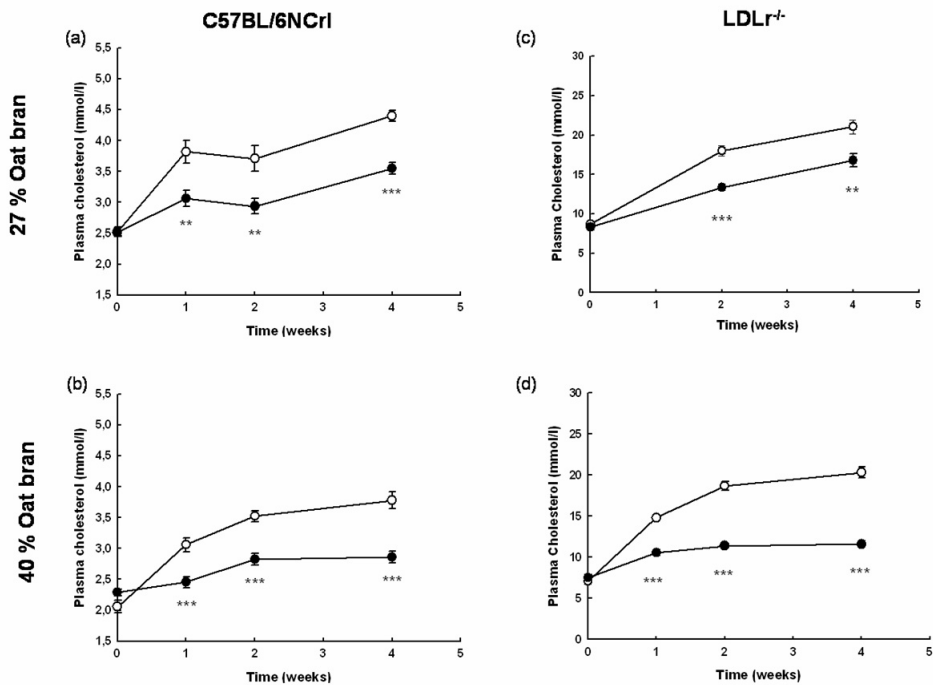 C57BL/6NCrl
LDLr-/-
27 % Oat bran
40 % Oat bran
(a)
Plasma cholesterol (mmol/l)
5,5
5,0
4,5
4,0
3,5
3,0
2,5
2,0
1,5
** ** ***
0 1 2 3 4 5
Time (weeks)
(c)
Plasma Cholesterol (mmol/l)
30
25
20
15
10
5
0
*** **
0 1 2 3 4 5
Time (weeks)
(b)
Plasma cholesterol (mmol/l)
5,5
5,0
4,5
4,0
3,5
3,0
2,5
2,0
1,5
*** *** ***
0 1 2 3 4 5
Time (weeks)
(d)
Plasma Cholesterol (mmol/l)
30
25
20
15
10
5
0
*** *** ***
0 1 2 3 4 5
Time (weeks)